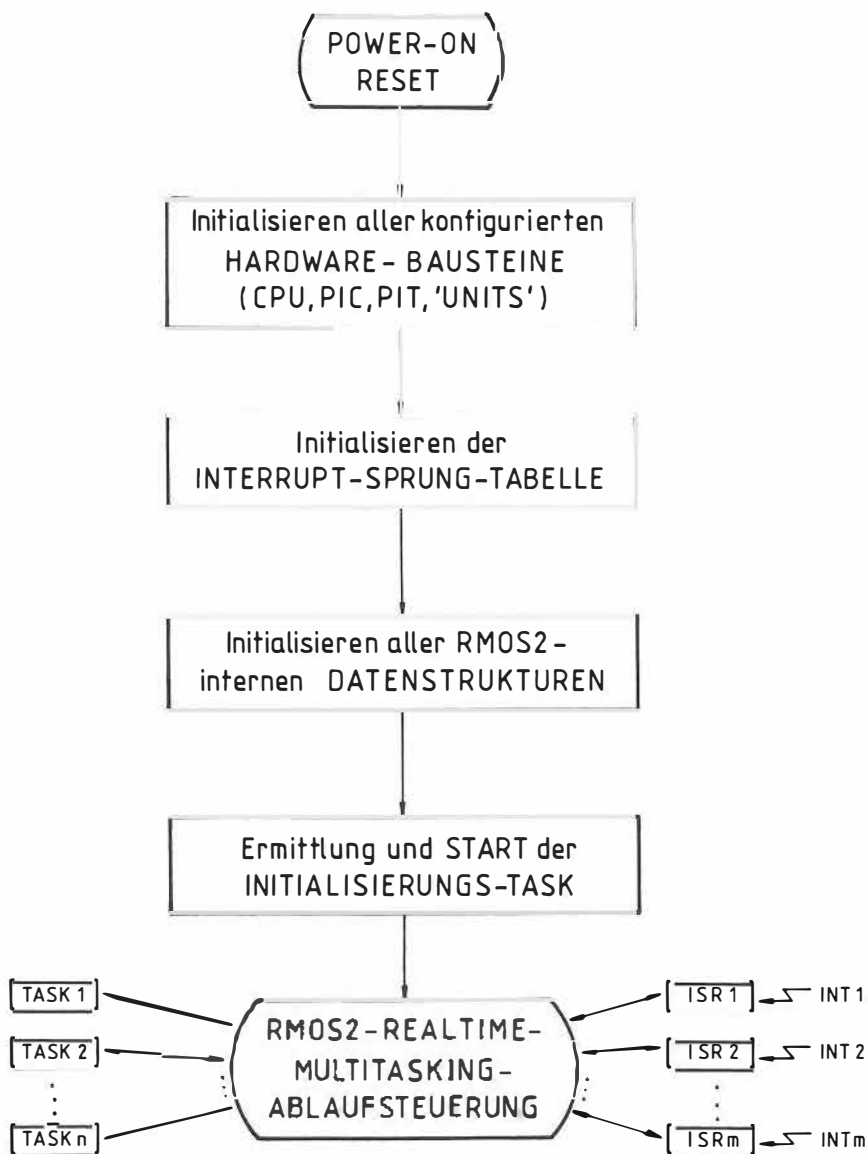 POWER-ON
RESET
Initialisieren aller konfigurierten
HARDWARE-BAUSTEINE
(CPU,PIC,PIT,'UNITS')
Initialisieren der
INTERRUPT-SPRUNG-TABELLE
Initialisieren aller RMOS2-
internen DATENSTRUKTUREN
Ermittlung und START der
INITIALISIERUNGS-TASK
TASK 1
TASK 2
TASKn
RMOS2-REALTIME-
MULTITASKING-
ABLAUFSTEUERUNG
ISR 1 INT 1
ISR 2 INT 2
ISRm INTm